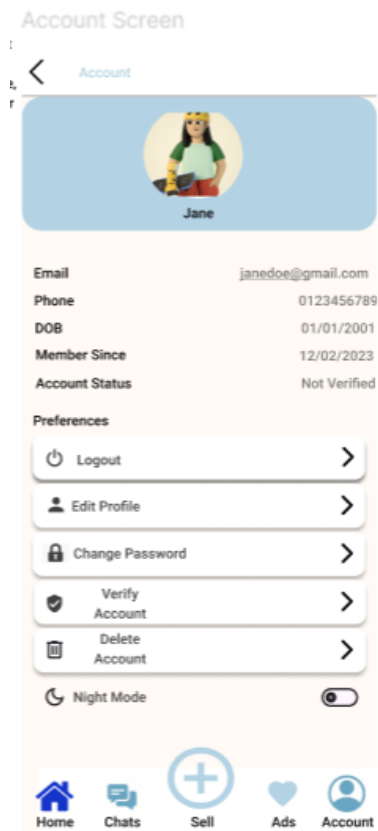 Account Screen
Account
Jane
Email janedoe@gmail.com
Phone 0123456789
DOB 01/01/2001
Member Since 12/02/2023
Account Status Not Verified
Preferences
Logout
Edit Profile
Change Password
Verify
Account
Delete
Account
Night Mode
Home Chats Sell Ads Account